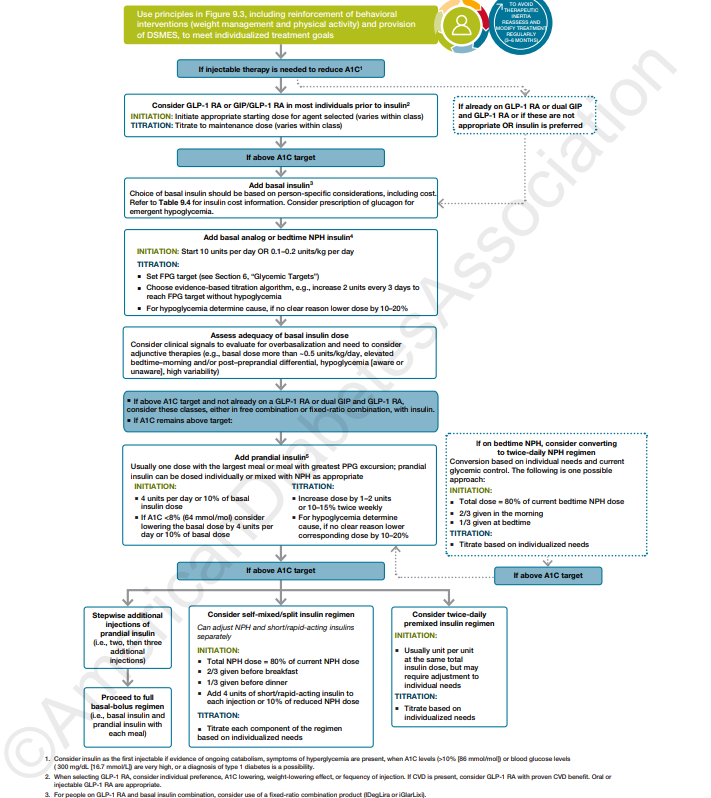 Use principles in Figure 9.3, including reinforcement of behavioral
interventions (weight management and physical activity) and provision
of DSMES, to meet individualized treatment goals
TO AVOID
THERAPEUTIC
INERTIA
REASSESS AND
MODIFY TREATMENT
REGULARLY
(3–6 MONTHS)
If injectable therapy is needed to reduce A1C¹
Consider GLP-1 RA or GIP/GLP-1 RA in most individuals prior to insulin²
INITIATION: Initiate appropriate starting dose for agent selected (varies within class)
TITRATION: Titrate to maintenance dose (varies within class)
If already on GLP-1 RA or dual GIP
and GLP-1 RA or if these are not
appropriate OR insulin is preferred
If above A1C target
Add basal insulin³
Choice of basal insulin should be based on person-specific considerations, including cost.
Refer to Table 9.4 for insulin cost information. Consider prescription of glucagon for
emergent hypoglycemia.
Add basal analog or bedtime NPH insulin⁴
INITIATION: Start 10 units per day OR 0.1–0.2 units/kg per day
TITRATION:
▪ Set FPG target (see Section 6, "Glycemic Targets")
▪ Choose evidence-based titration algorithm, e.g., increase 2 units every 3 days to
reach FPG target without hypoglycemia
▪ For hypoglycemia determine cause, if no clear reason lower dose by 10–20%
Assess adequacy of basal insulin dose
Consider clinical signals to evaluate for overbasalization and need to consider
adjunctive therapies (e.g., basal dose more than ~0.5 units/kg/day, elevated
bedtime–morning and/or post–preprandial differential, hypoglycemia [aware or
unaware], high variability)
▪ If above A1C target and not already on a GLP-1 RA or dual GIP and GLP-1 RA,
consider these classes, either in free combination or fixed-ratio combination, with insulin.
▪ If A1C remains above target:
Add prandial insulin⁵
Usually one dose with the largest meal or meal with greatest PPG excursion; prandial
insulin can be dosed individually or mixed with NPH as appropriate
INITIATION:
▪ 4 units per day or 10% of basal
insulin dose
▪ If A1C <8% (64 mmol/mol) consider
lowering the basal dose by 4 units per
day or 10% of basal dose
TITRATION:
▪ Increase dose by 1–2 units
or 10–15% twice weekly
▪ For hypoglycemia determine
cause, if no clear reason lower
corresponding dose by 10–20%
If on bedtime NPH, consider converting
to twice-daily NPH regimen
Conversion based on individual needs and current
glycemic control. The following is one possible
approach:
INITIATION:
▪ Total dose = 80% of current bedtime NPH dose
▪ 2/3 given in the morning
▪ 1/3 given at bedtime
TITRATION:
▪ Titrate based on individualized needs
If above A1C target
If above A1C target
Stepwise additional
injections of
prandial insulin
(i.e., two, then three
additional
injections)
Proceed to full
basal-bolus regimen
(i.e., basal insulin and
prandial insulin with
each meal)
Consider self-mixed/split insulin regimen
Can adjust NPH and short/rapid-acting insulins
separately
INITIATION:
▪ Total NPH dose = 80% of current NPH dose
▪ 2/3 given before breakfast
▪ 1/3 given before dinner
▪ Add 4 units of short/rapid-acting insulin to
each injection or 10% of reduced NPH dose
TITRATION:
▪ Titrate each component of the regimen
based on individualized needs
Consider twice-daily
premixed insulin regimen
INITIATION:
▪ Usually unit per unit
at the same total
insulin dose, but may
require adjustment to
individual needs
TITRATION:
▪ Titrate based on
individualized needs
1. Consider insulin as the first injectable if evidence of ongoing catabolism, symptoms of hyperglycemia are present, when A1C levels (>10% [86 mmol/mol]) or blood glucose levels
( 300 mg/dL [16.7 mmol/L]) are very high, or a diagnosis of type 1 diabetes is a possibility.
2. When selecting GLP-1 RA, consider individual preference, A1C lowering, weight-lowering effect, or fequency of injection. If CVD is present, consider GLP-1 RA with proven CVD benefit. Oral or
injectable GLP-1 RA are appropriate.
3. For people on GLP-1 RA and basal insulin combination, consider use of a fixed-ratio combination product (IDegLira or iGlarLixi).
©American Diabetes Association